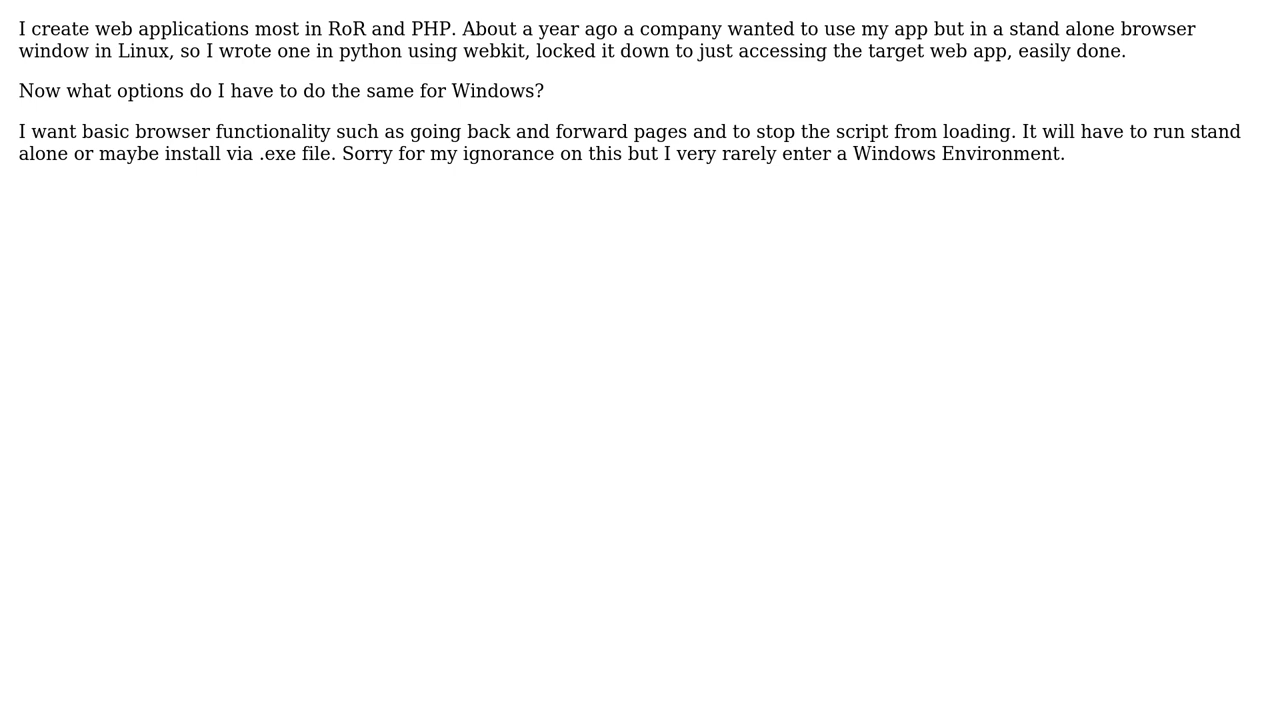 I create web applications most in RoR and PHP. About a year ago a company wanted to use my app but in a stand alone browser
window in Linux, so I wrote one in python using webkit, locked it down to just accessing the target web app, easily done.
Now what options do I have to do the same for Windows?
I want basic browser functionality such as going back and forward pages and to stop the script from loading. It will have to run stand
alone or maybe install via .exe file. Sorry for my ignorance on this but I very rarely enter a Windows Environment.